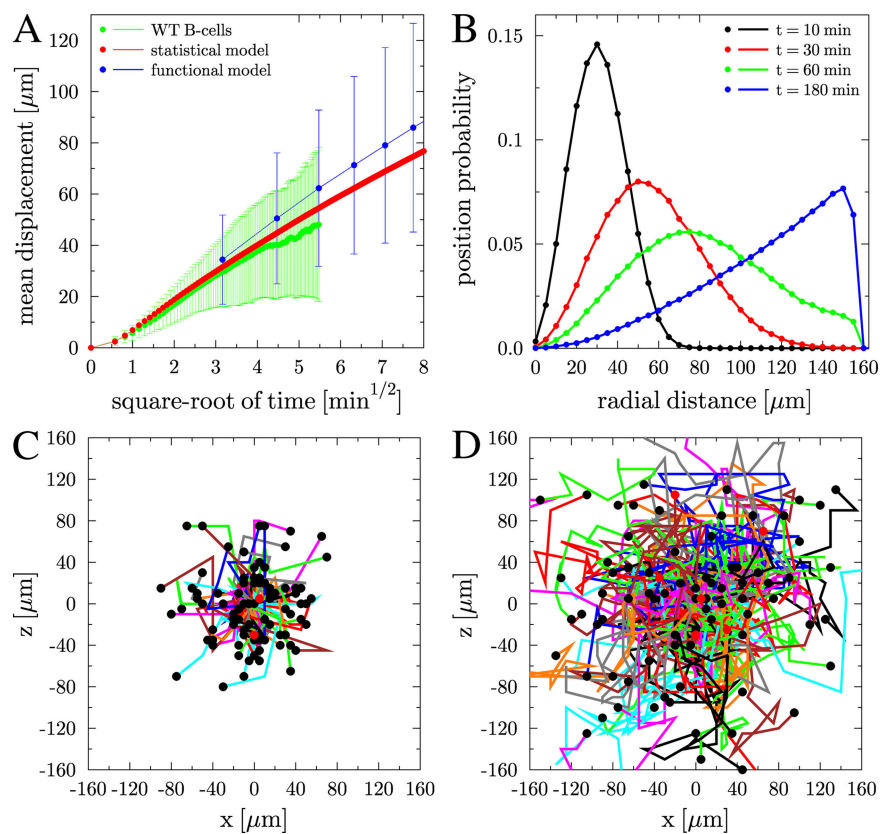 A
WT B-cells
statistical model
functional model
mean displacement [µm]
120
100
80
60
40
20
0
0 1 2 3 4 5 6 7 8
square-root of time [min^1/2]
B
t = 10 min
t = 30 min
t = 60 min
t = 180 min
position probability
0.15
0.10
0.05
0.00
0 20 40 60 80 100 120 140 160
radial distance [µm]
C
z [µm]
160
120
80
40
0
-40
-80
-120
-160
-160 -120 -80 -40 0 40 80 120 160
x [µm]
D
z [µm]
160
120
80
40
0
-40
-80
-120
-160
-160 -120 -80 -40 0 40 80 120 160
x [µm]